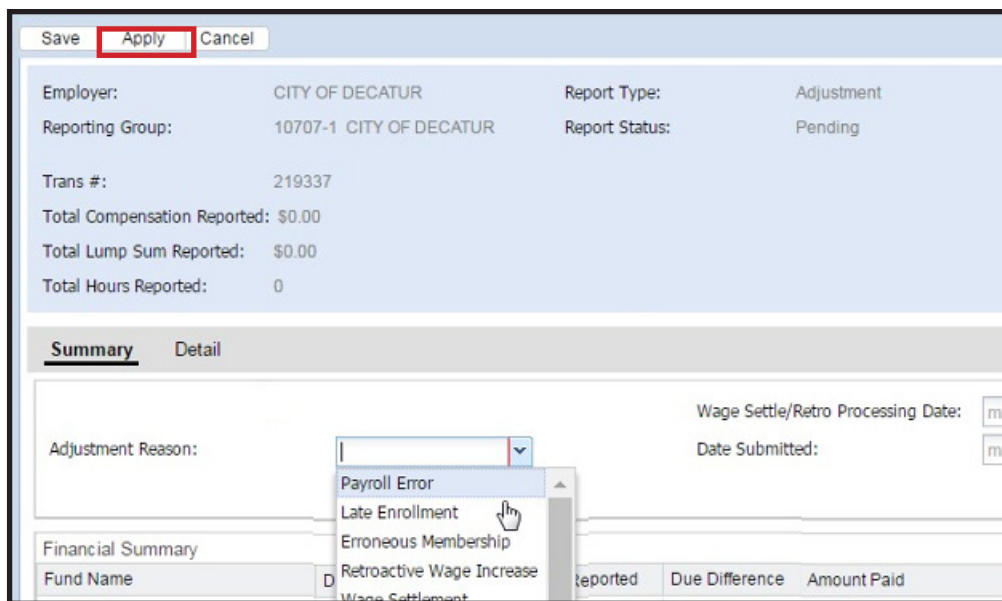 Save Apply Cancel
Employer: CITY OF DECATUR Report Type: Adjustment
Reporting Group: 10707-1 CITY OF DECATUR Report Status: Pending
Trans #: 219337
Total Compensation Reported: $0.00
Total Lump Sum Reported: $0.00
Total Hours Reported: 0
Summary Detail
Wage Settle/Retro Processing Date: m
Adjustment Reason: Date Submitted: m
Payroll Error
Late Enrollment
Erroneous Membership
Financial Summary
Retroactive Wage Increase
Fund Name D Reported Due Difference Amount Paid
Wage Settlement